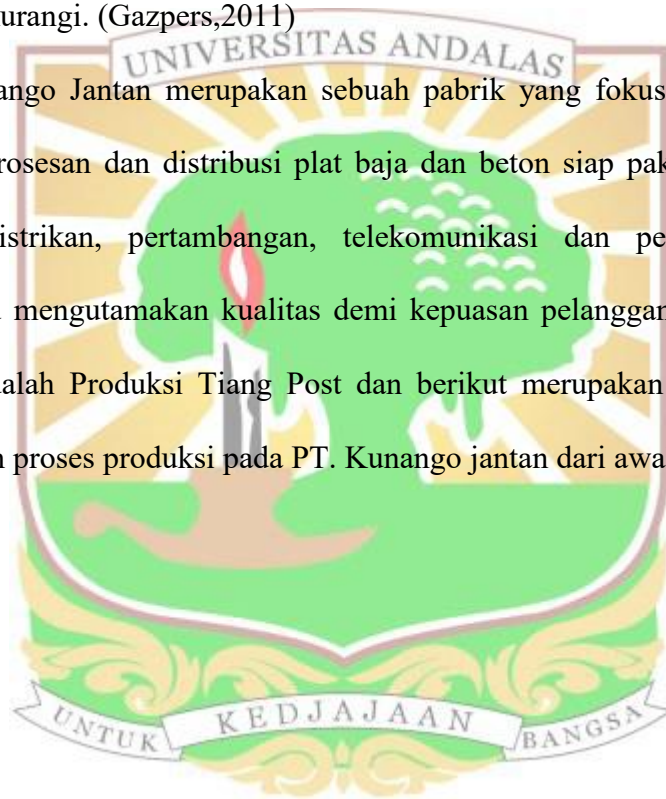 urangi. (Gazpers,2011)
UNIVERSITAS ANDALAS
ango Jantan merupakan sebuah pabrik yang fokus
rosesan dan distribusi plat baja dan beton siap pak
istrikan, pertambangan, telekomunikasi dan pe
mengutamakan kualitas demi kepuasan pelanggan
alah Produksi Tiang Post dan berikut merupakan
n proses produksi pada PT. Kunango jantan dari awa
UNTUK KEDJAJAAN BANGSA